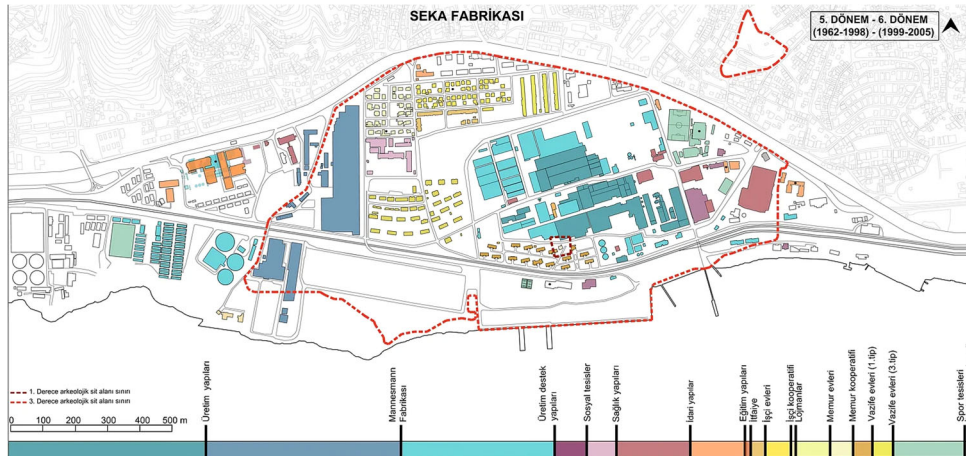 SEKA FABRİKASI
5. DÖNEM - 6. DÖNEM
(1962-1998) - (1999-2005)
1. Derece arkeolojik sit alanı sınırı
3. Derece arkeolojik sit alanı sınırı
0 100 200 300 400 500 m
Üretim yapıları
Mannesmann
Fabrikası
Üretim destek
yapıları
Sosyal tesisler
Sağlık yapıları
İdari yapılar
Eğitim yapıları
İtfaiye
İşçi evleri
İşçi kooperatifi
Lojmanlar
Memur evleri
Memur kooperatifi
Vazife evleri (1.tip)
Vazife evleri (3.tip)
Spor tesisleri